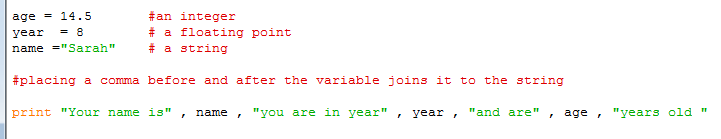 age = 14.5 #an integer
year = 8 # a floating point
name ="Sarah" # a string
#placing a comma before and after the variable joins it to the string
print "Your name is" , name , "you are in year" , year , "and are" , age , "years old "